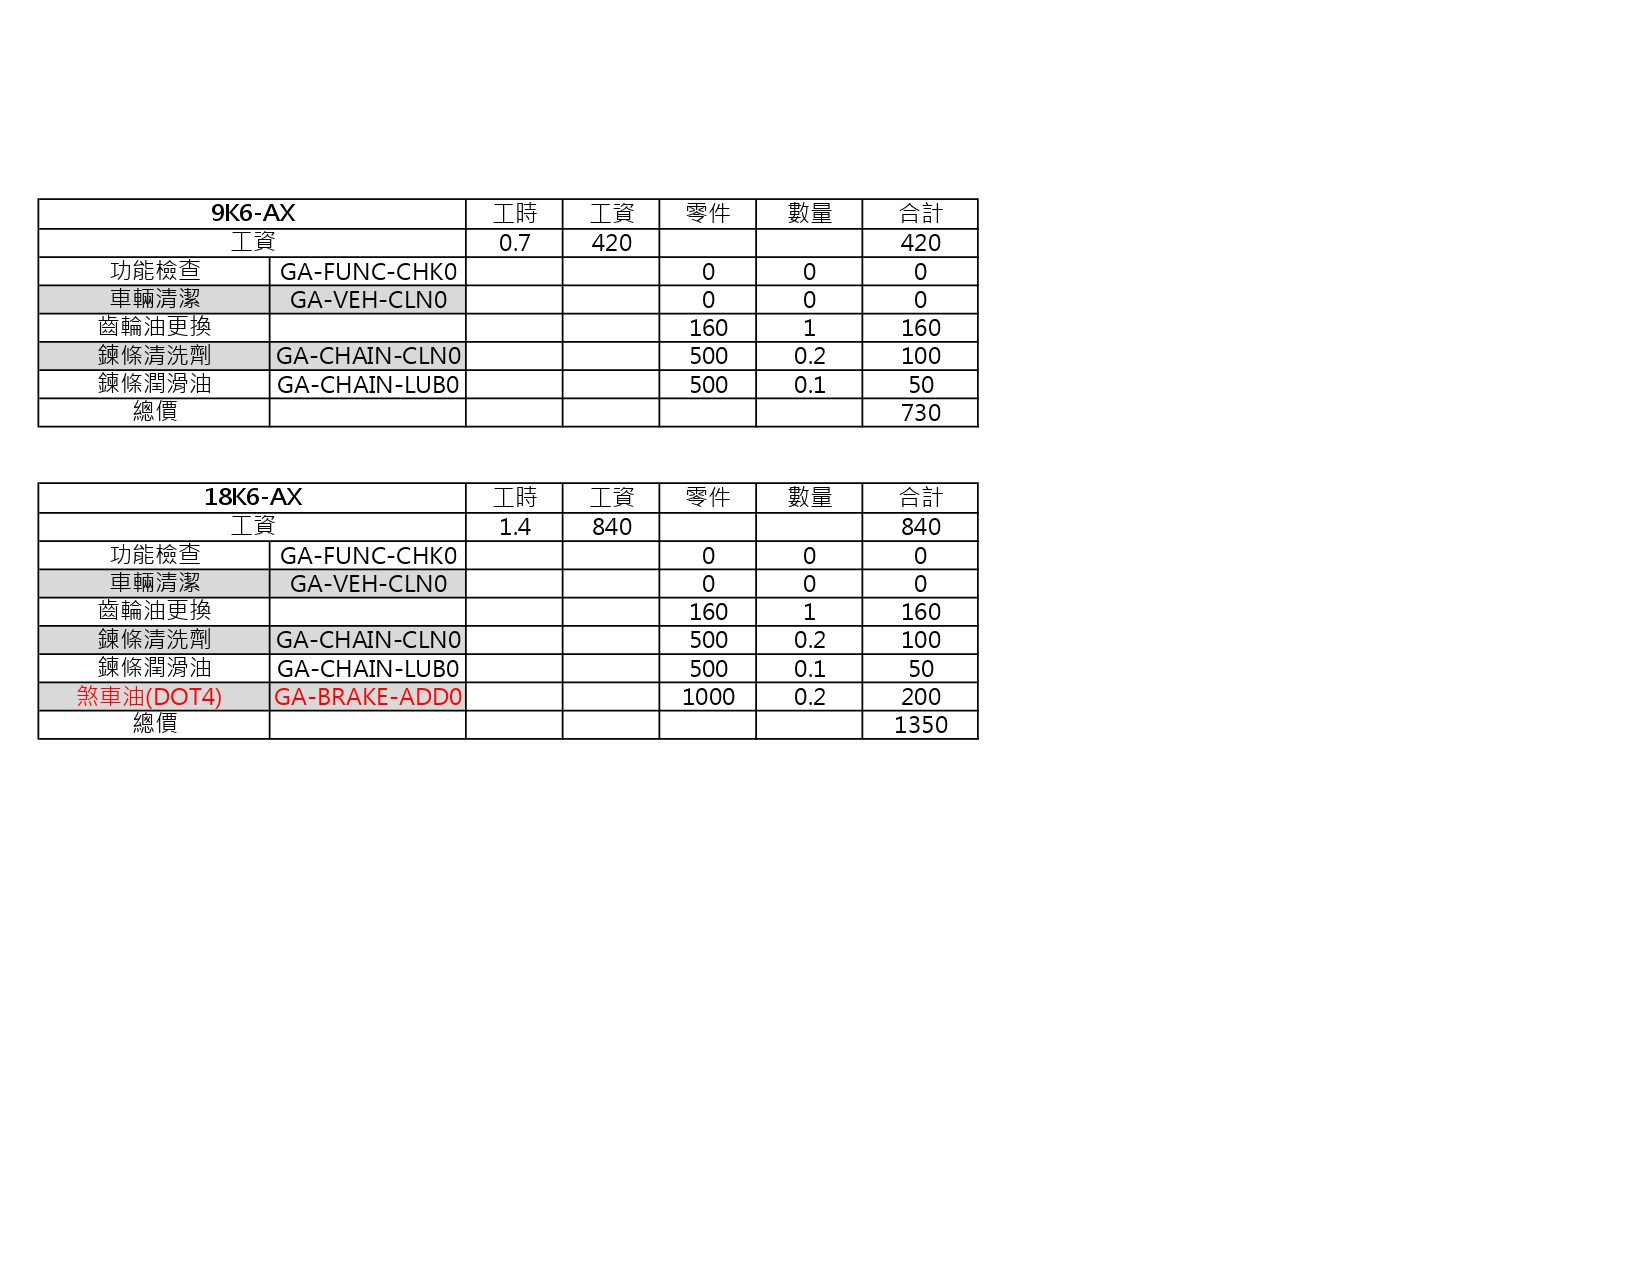 9K6-AX 工時 工資 零件 數量 合計
工資 0.7 420 420
功能檢查 GA-FUNC-CHK0 0 0 0
車輛清潔 GA-VEH-CLN0 0 0 0
齒輪油更換 160 1 160
鍊條清洗劑 GA-CHAIN-CLN0 500 0.2 100
鍊條潤滑油 GA-CHAIN-LUB0 500 0.1 50
總價 730
18K6-AX 工時 工資 零件 數量 合計
工資 1.4 840 840
功能檢查 GA-FUNC-CHK0 0 0 0
車輛清潔 GA-VEH-CLN0 0 0 0
齒輪油更換 160 1 160
鍊條清洗劑 GA-CHAIN-CLN0 500 0.2 100
鍊條潤滑油 GA-CHAIN-LUB0 500 0.1 50
煞車油(DOT4) GA-BRAKE-ADD0 1000 0.2 200
總價 1350